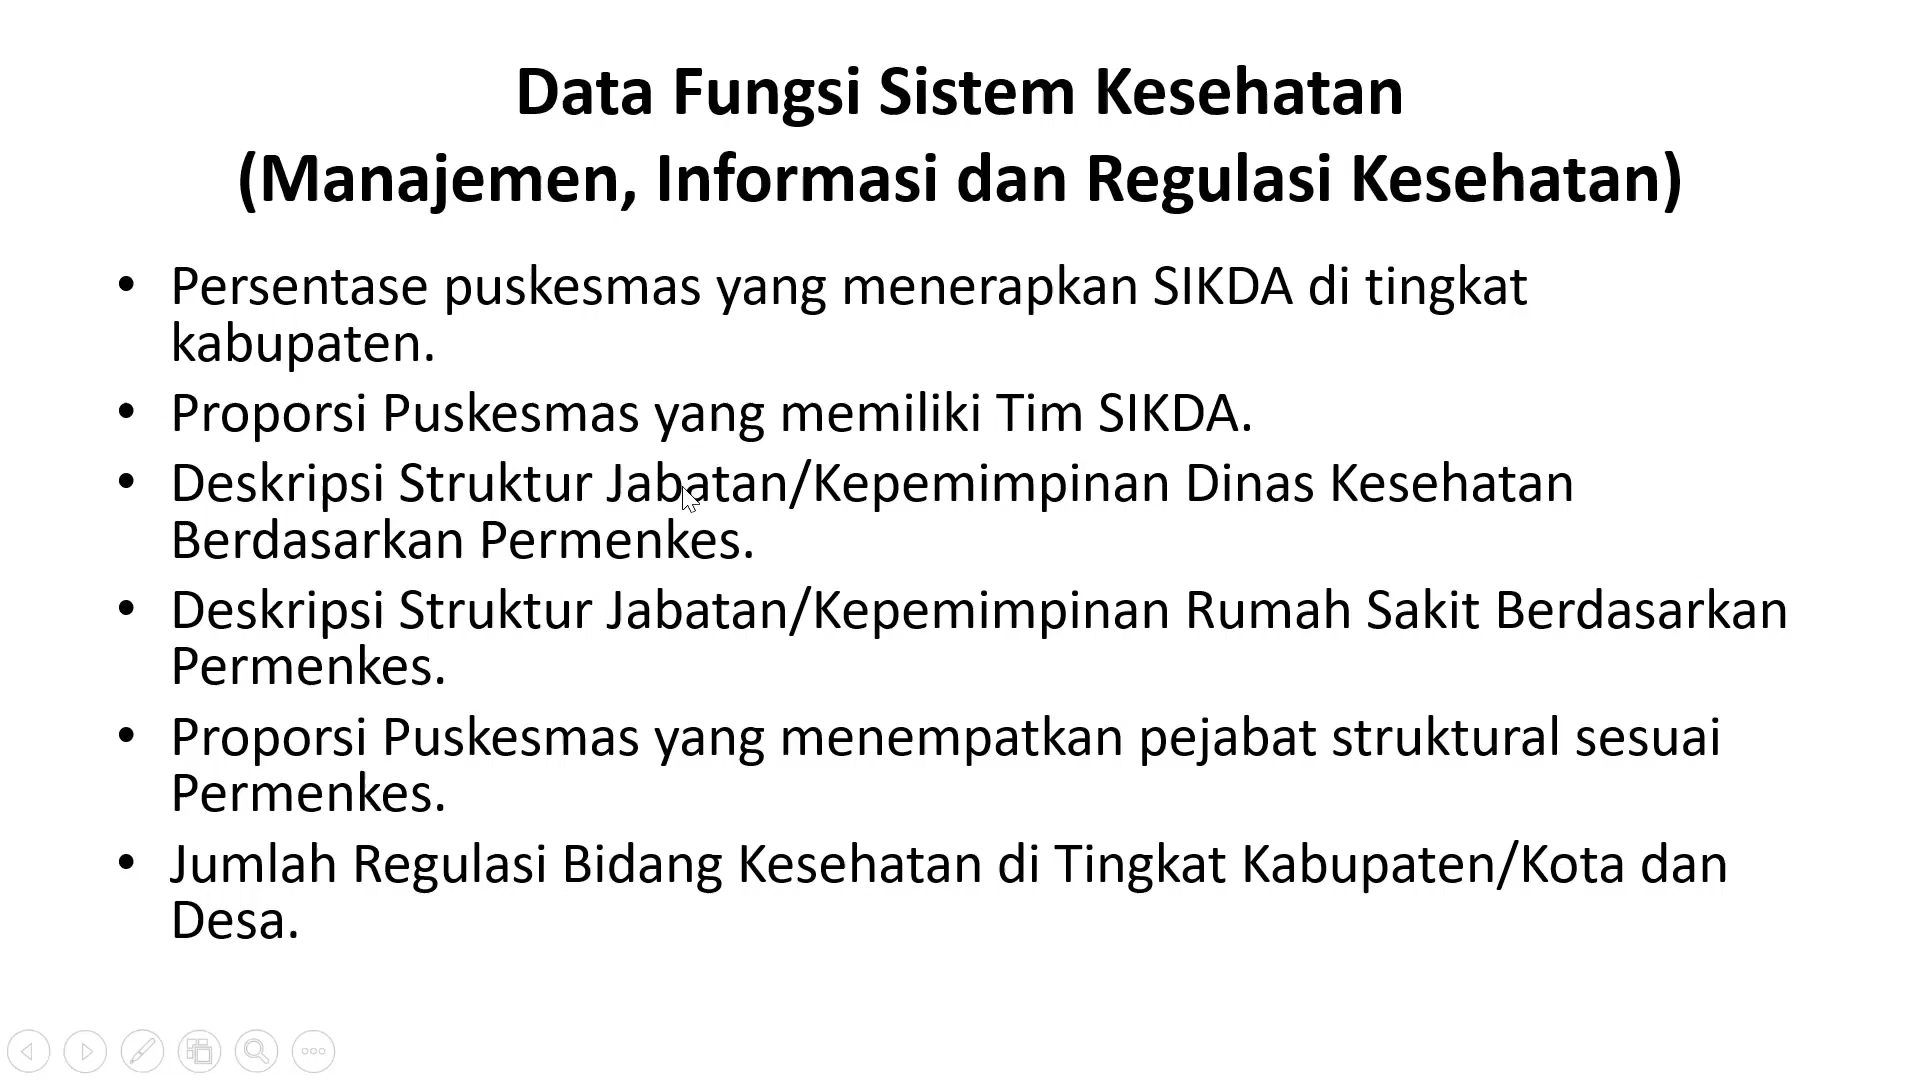 Data Fungsi Sistem Kesehatan
(Manajemen, Informasi dan Regulasi Kesehatan)
• Persentase puskesmas yang menerapkan SIKDA di tingkat
kabupaten.
• Proporsi Puskesmas yang memiliki Tim SIKDA.
• Deskripsi Struktur Jabatan/Kepemimpinan Dinas Kesehatan
Berdasarkan Permenkes.
• Deskripsi Struktur Jabatan/Kepemimpinan Rumah Sakit Berdasarkan
Permenkes.
• Proporsi Puskesmas yang menempatkan pejabat struktural sesuai
Permenkes.
• Jumlah Regulasi Bidang Kesehatan di Tingkat Kabupaten/Kota dan
Desa.